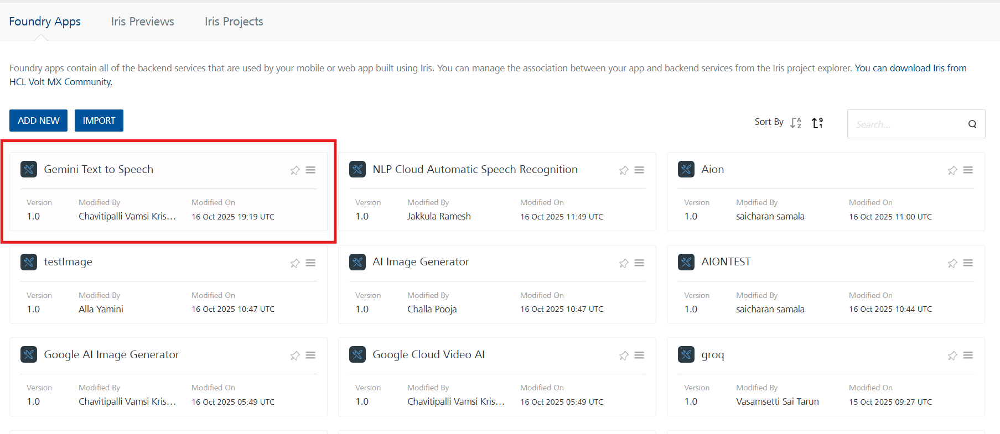 Foundry Apps Iris Previews Iris Projects
Foundry apps contain all of the backend services that are used by your mobile or web app built using Iris. You can manage the association between your app and backend services from the Iris project explorer. You can download Iris from
HCL Volt MX Community.
ADD NEW IMPORT Sort By A Z 9 1 Search...
Gemini Text to Speech
Version Modified By Modified On
1.0 Chavitipalli Vamsi Kris... 16 Oct 2025 19:19 UTC
NLP Cloud Automatic Speech Recognition
Version Modified By Modified On
1.0 Jakkula Ramesh 16 Oct 2025 11:49 UTC
Aion
Version Modified By Modified On
1.0 saicharan samala 16 Oct 2025 11:00 UTC
testImage
Version Modified By Modified On
1.0 Alla Yamini 16 Oct 2025 10:47 UTC
AI Image Generator
Version Modified By Modified On
1.0 Challa Pooja 16 Oct 2025 10:47 UTC
AIONTEST
Version Modified By Modified On
1.0 saicharan samala 16 Oct 2025 10:44 UTC
Google AI Image Generator
Version Modified By Modified On
1.0 Chavitipalli Vamsi Kris... 16 Oct 2025 05:49 UTC
Google Cloud Video AI
Version Modified By Modified On
1.0 Chavitipalli Vamsi Kris... 16 Oct 2025 05:49 UTC
groq
Version Modified By Modified On
1.0 Vasamsetti Sai Tarun 15 Oct 2025 09:27 UTC